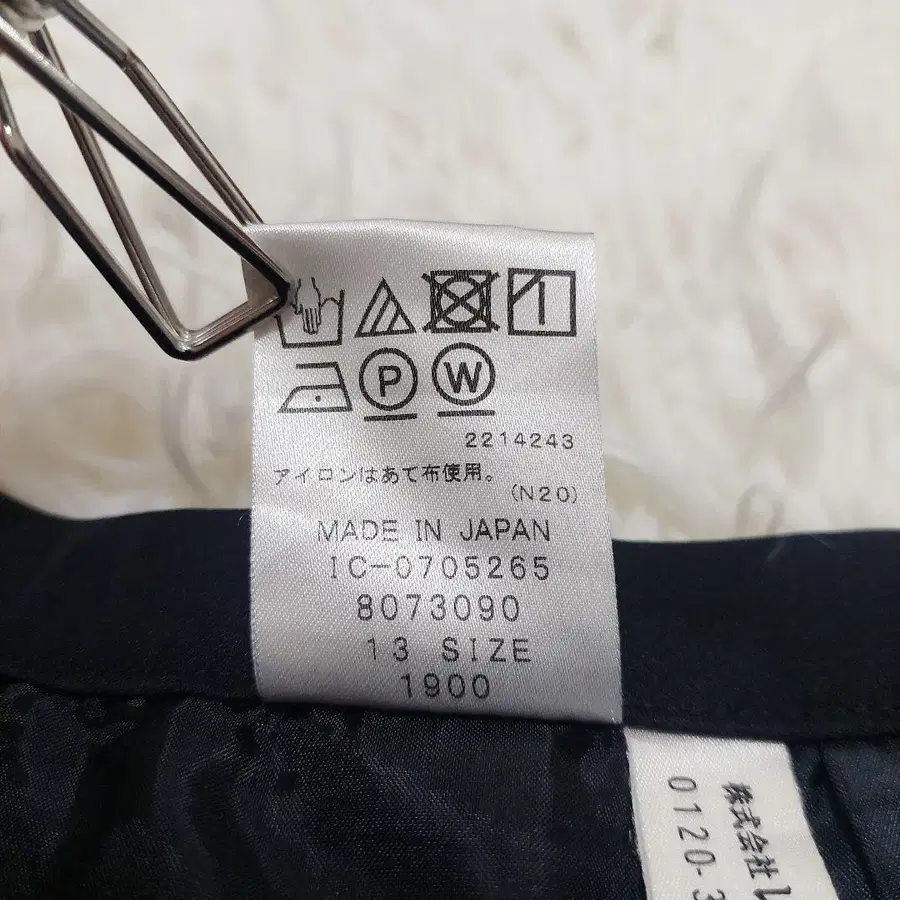 P W
2214243
アイロンはあて布使用。
(N20)
MADE IN JAPAN
IC-0705265
8073090
13 SIZE
1900
株式会社
0120-3